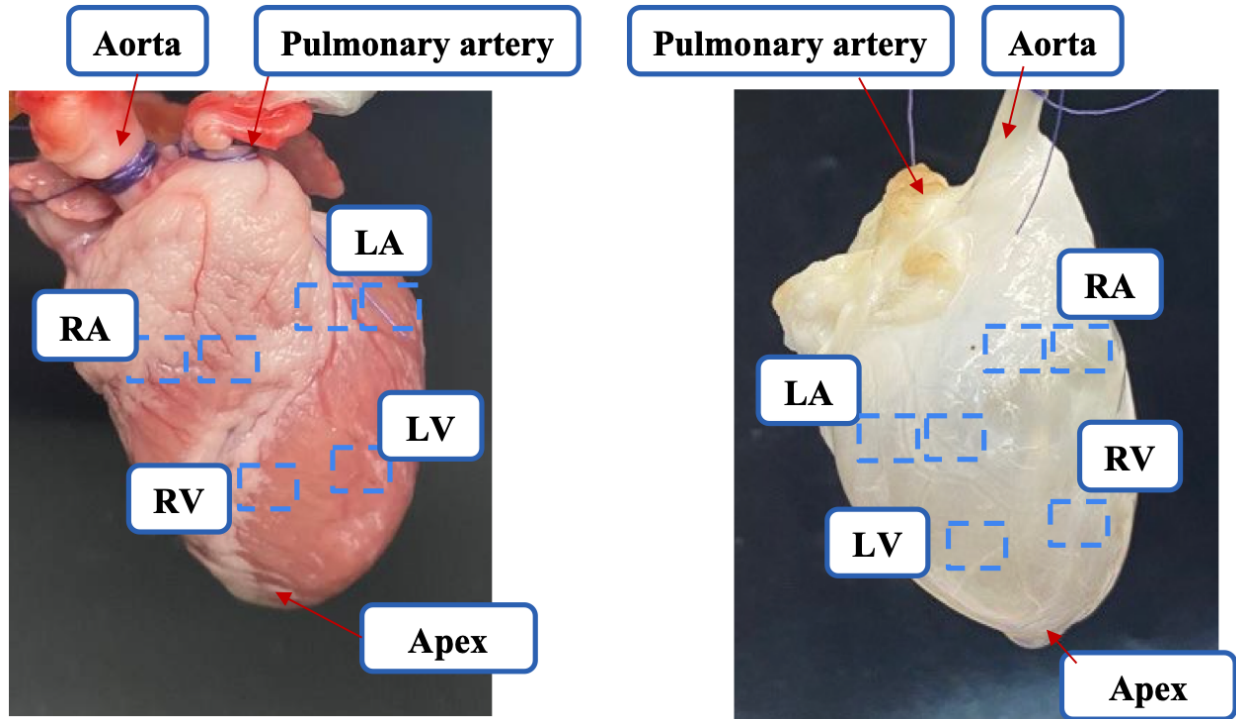 Aorta
Pulmonary artery
LA
RA
LV
RV
Apex
Pulmonary artery
Aorta
RA
LA
RV
LV
Apex